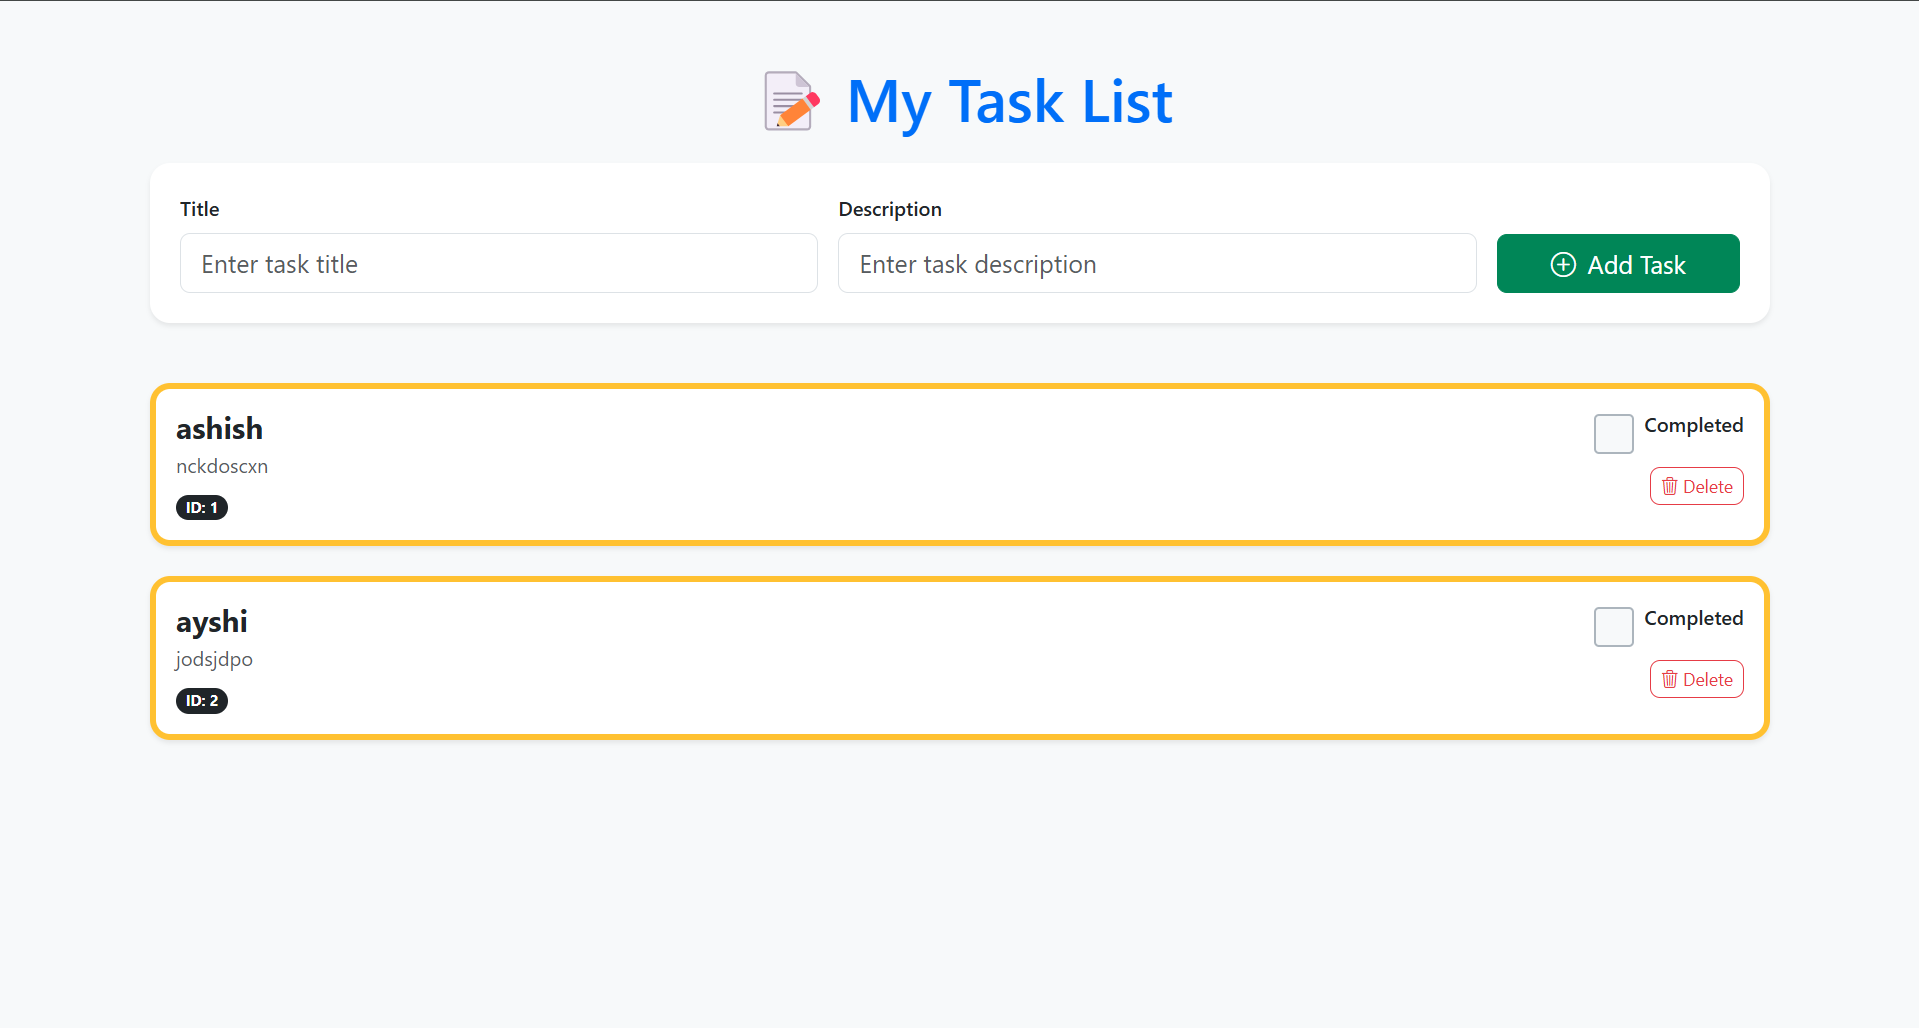 My Task List
Title
Description
Enter task title
Enter task description
Add Task
ashish
Completed
nckdoscxn
Delete
ID: 1
ayshi
Completed
jodsjdpo
Delete
ID: 2